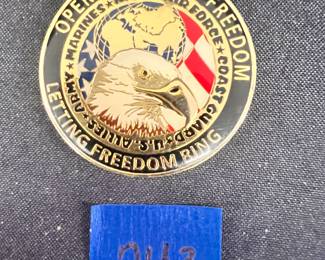 OPER FREEDOM
ARMY MARINES FORCE COAST GUARD U.S. ALLIES
LETTING FREEDOM RING